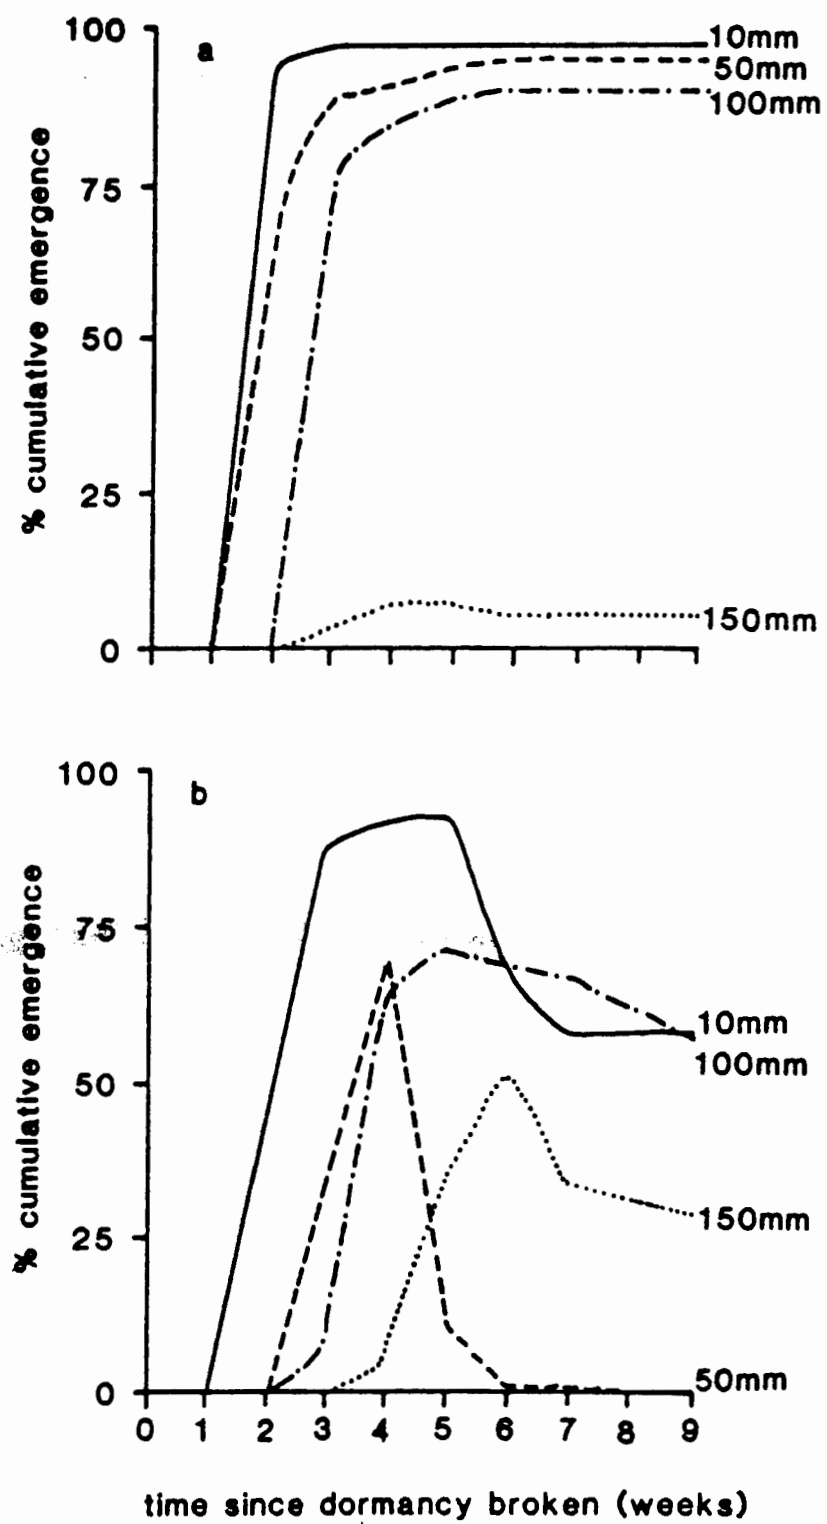 100
a
10mm
50mm
100mm
75
50
25
150mm
0
% cumulative emergence
100
b
75
10mm
100mm
50
150mm
25
50mm
0
% cumulative emergence
0 1 2 3 4 5 6 7 8 9
time since dormancy broken (weeks)